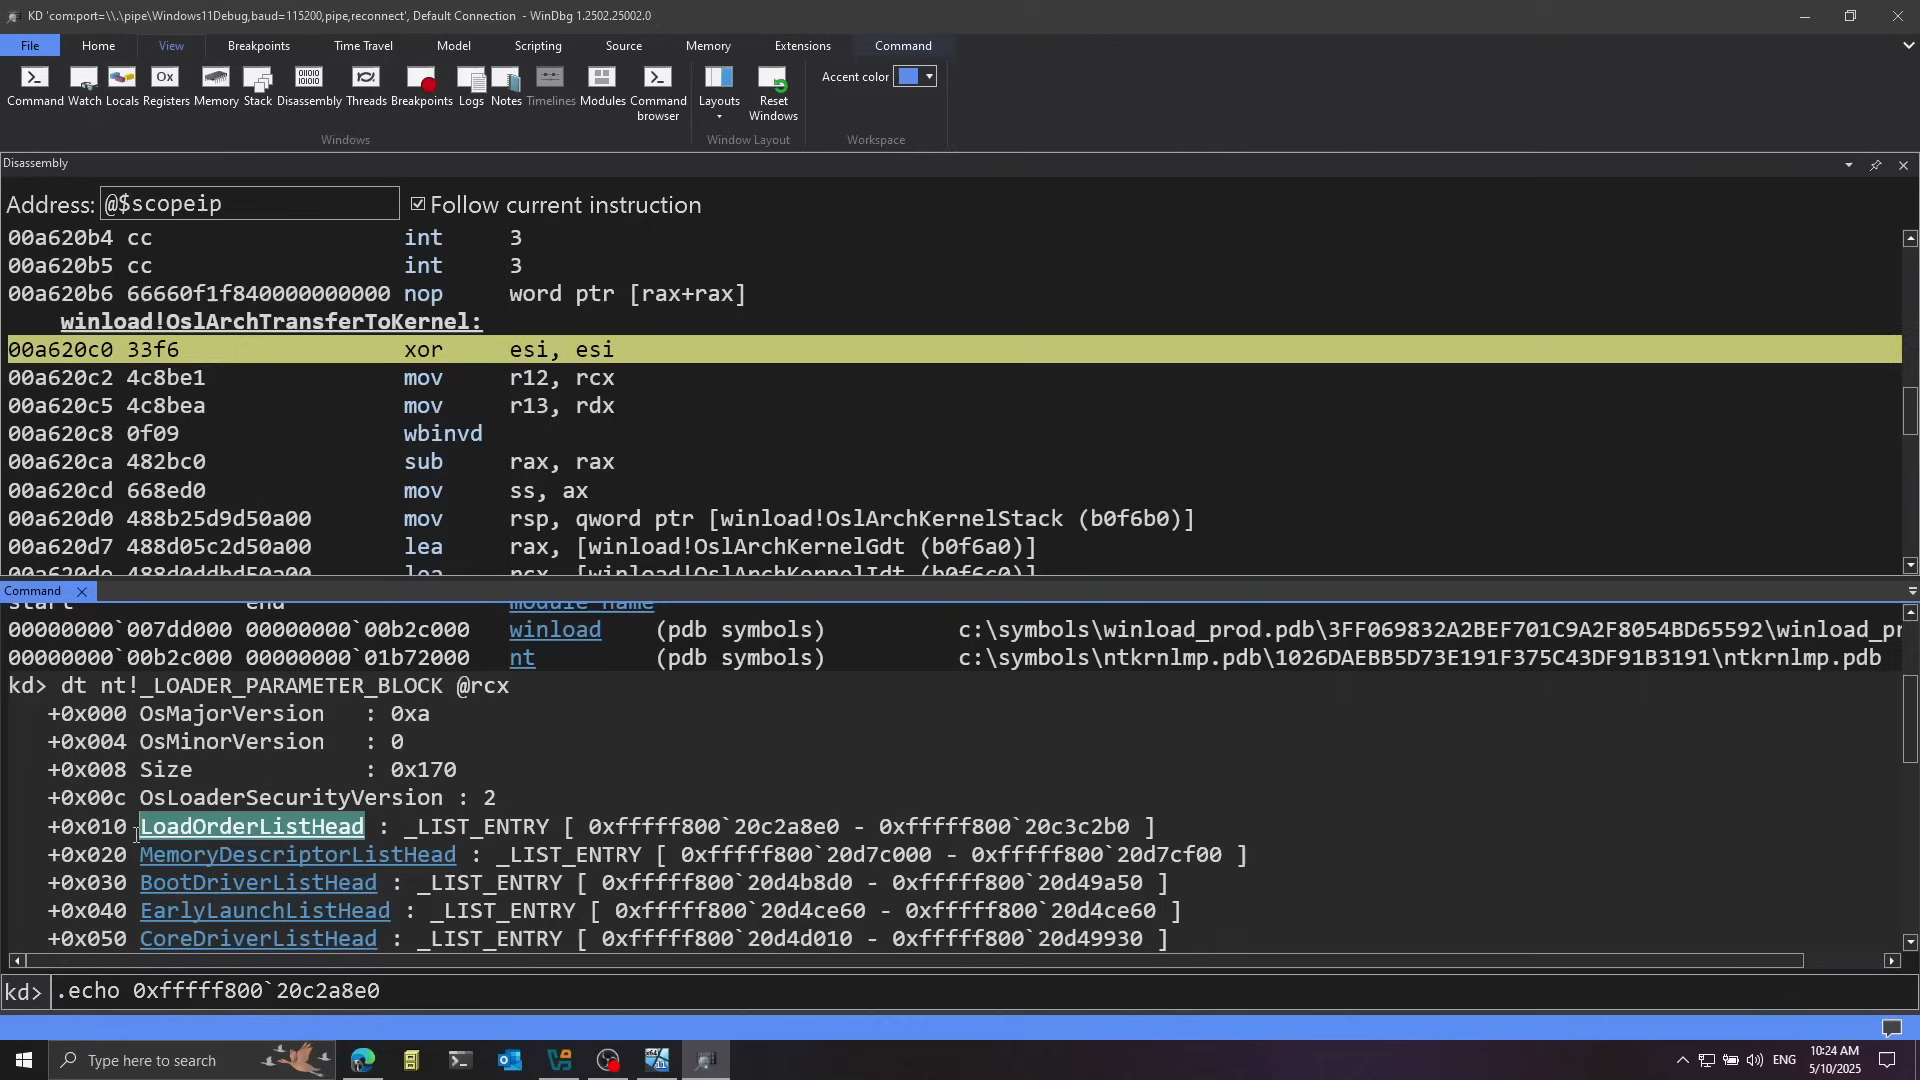 KD 'com:port=\\.\pipe\Windows11Debug,baud=115200,pipe,reconnect', Default Connection - WinDbg 1.2502.25002.0
File Home View Breakpoints Time Travel Model Scripting Source Memory Extensions Command
Command Watch Locals Registers Memory Stack Disassembly Threads Breakpoints Logs Notes Timelines Modules Command browser Layouts Reset Windows Accent color
Windows Window Layout Workspace
Disassembly
Address: @$scopeip Follow current instruction
00a620b4 cc int 3
00a620b5 cc int 3
00a620b6 66660f1f840000000000 nop word ptr [rax+rax]
winload!OslArchTransferToKernel:
00a620c0 33f6 xor esi, esi
00a620c2 4c8be1 mov r12, rcx
00a620c5 4c8bea mov r13, rdx
00a620c8 0f09 wbinvd
00a620ca 482bc0 sub rax, rax
00a620cd 668ed0 mov ss, ax
00a620d0 488b25d9d50a00 mov rsp, qword ptr [winload!OslArchKernelStack (b0f6b0)]
00a620d7 488d05c2d50a00 lea rax, [winload!OslArchKernelGdt (b0f6a0)]
00a620de 488d0ddbd50a00 lea rcx, [winload!OslArchKernelIdt (b0f6c0)]
Command
start end module name
00000000`007dd000 00000000`00b2c000 winload (pdb symbols) c:\symbols\winload_prod.pdb\3FF069832A2BEF701C9A2F8054BD65592\winload_pr
00000000`00b2c000 00000000`01b72000 nt (pdb symbols) c:\symbols\ntkrnlmp.pdb\1026DAEBB5D73E191F375C43DF91B3191\ntkrnlmp.pdb
kd> dt nt!_LOADER_PARAMETER_BLOCK @rcx
+0x000 OsMajorVersion : 0xa
+0x004 OsMinorVersion : 0
+0x008 Size : 0x170
+0x00c OsLoaderSecurityVersion : 2
+0x010 LoadOrderListHead : _LIST_ENTRY [ 0xfffff800`20c2a8e0 - 0xfffff800`20c3c2b0 ]
+0x020 MemoryDescriptorListHead : _LIST_ENTRY [ 0xfffff800`20d7c000 - 0xfffff800`20d7cf00 ]
+0x030 BootDriverListHead : _LIST_ENTRY [ 0xfffff800`20d4b8d0 - 0xfffff800`20d49a50 ]
+0x040 EarlyLaunchListHead : _LIST_ENTRY [ 0xfffff800`20d4ce60 - 0xfffff800`20d4ce60 ]
+0x050 CoreDriverListHead : _LIST_ENTRY [ 0xfffff800`20d4d010 - 0xfffff800`20d49930 ]
kd> .echo 0xfffff800`20c2a8e0
Type here to search
ENG
10:24 AM
5/10/2025